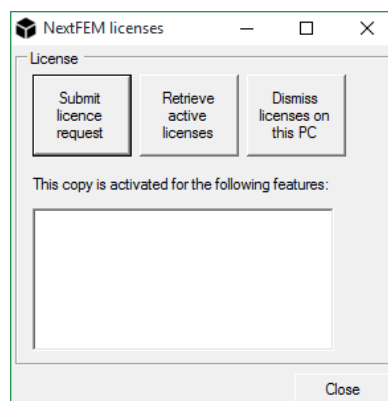 NextFEM licenses
License
Submit
licence
request
Retrieve
active
licenses
Dismiss
licenses on
this PC
This copy is activated for the following features:
Close